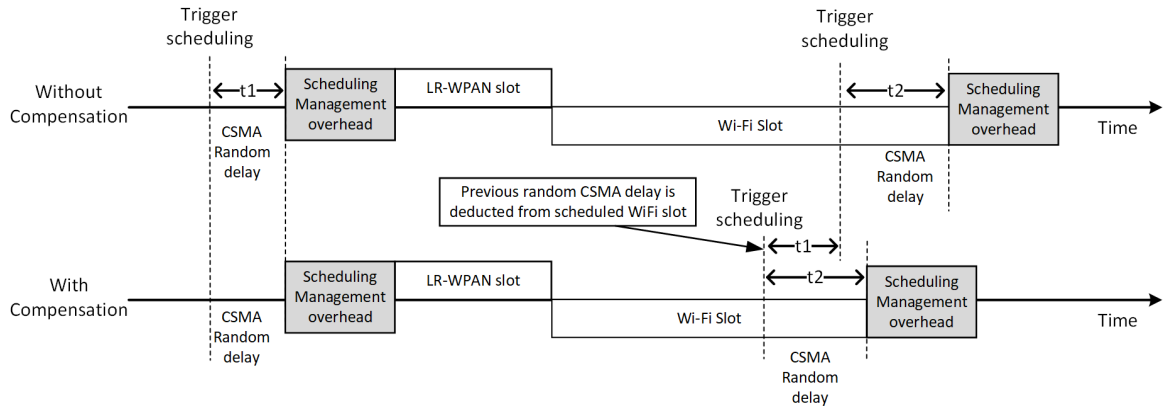 Trigger
scheduling
Trigger
scheduling
Without
Compensation
t1
Scheduling
Management
overhead
LR-WPAN slot
Wi-Fi Slot
t2
Scheduling
Management
overhead
Time
CSMA
Random
delay
CSMA
Random
delay
Previous random CSMA delay is
deducted from scheduled WiFi slot
Trigger
scheduling
t1
t2
With
Compensation
Scheduling
Management
overhead
LR-WPAN slot
Wi-Fi Slot
Scheduling
Management
overhead
Time
CSMA
Random
delay
CSMA
Random
delay